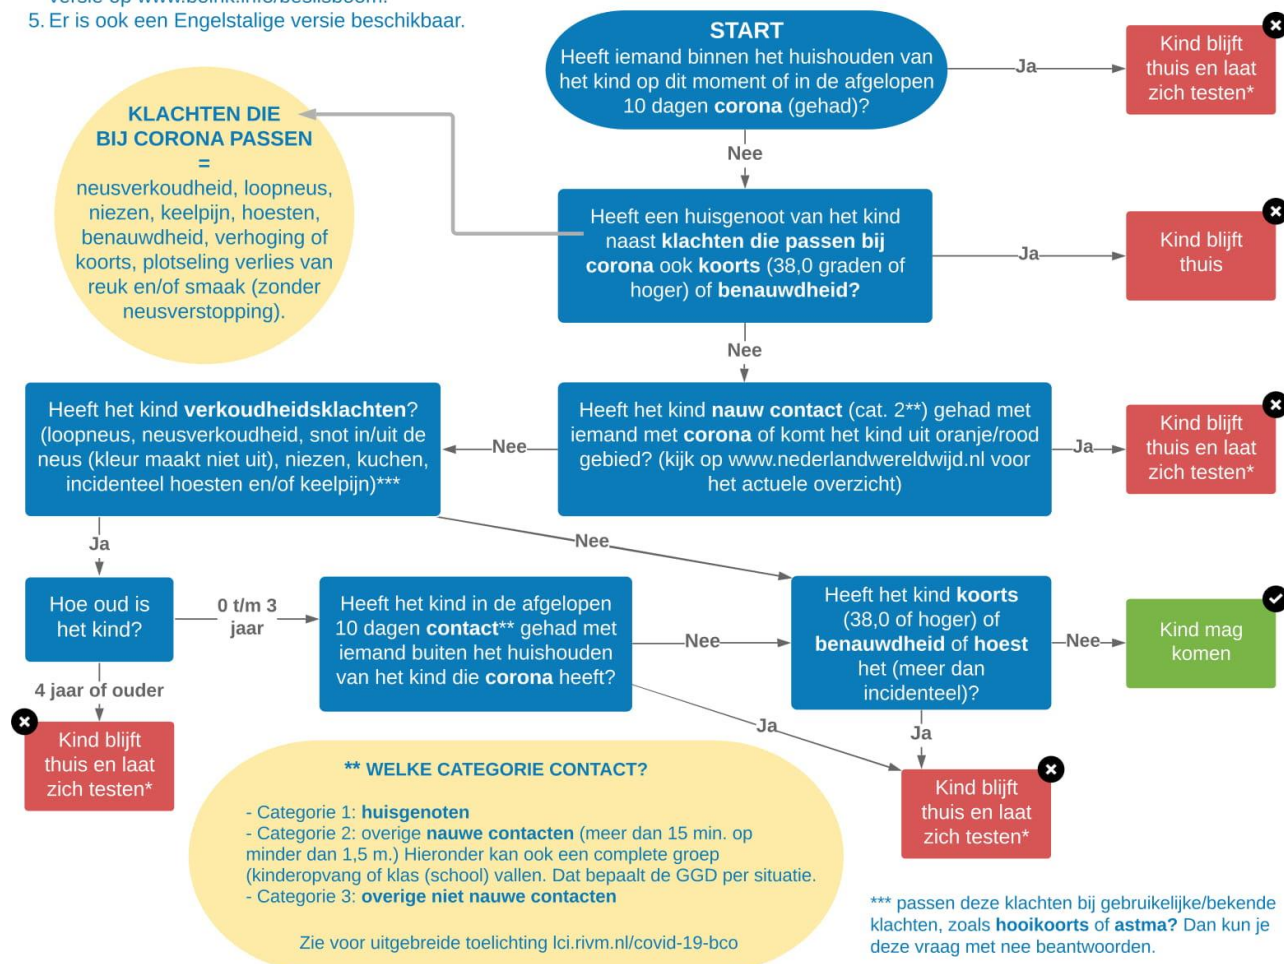 5. Er is ook een Engelstalige versie beschikbaar.
START
Heeft iemand binnen het huishouden van
het kind op dit moment of in de afgelopen
10 dagen corona (gehad)?
Ja
Kind blijft
thuis en laat
zich testen*
Nee
KLACHTEN DIE
BIJ CORONA PASSEN
=
neusverkoudheid, loopneus,
niezen, keelpijn, hoesten,
benauwdheid, verhoging of
koorts, plotseling verlies van
reuk en/of smaak (zonder
neusverstopping).
Heeft een huisgenoot van het kind
naast klachten die passen bij
corona ook koorts (38,0 graden of
hoger) of benauwdheid?
Ja
Kind blijft
thuis
Nee
Heeft het kind nauw contact (cat. 2**) gehad met
iemand met corona of komt het kind uit oranje/rood
gebied? (kijk op www.nederlandwereldwijd.nl voor
het actuele overzicht)
Ja
Kind blijft
thuis en laat
zich testen*
Nee
Heeft het kind verkoudheidsklachten?
(loopneus, neusverkoudheid, snot in/uit de
neus (kleur maakt niet uit), niezen, kuchen,
incidenteel hoesten en/of keelpijn)***
Ja
Nee
Hoe oud is
het kind?
0 t/m 3
jaar
Heeft het kind in de afgelopen
10 dagen contact** gehad met
iemand buiten het huishouden
van het kind die corona heeft?
Nee
Heeft het kind koorts
(38,0 of hoger) of
benauwdheid of hoest
het (meer dan
incidenteel)?
Nee
Kind mag
komen
4 jaar of ouder
Kind blijft
thuis en laat
zich testen*
Ja
Ja
Kind blijft
thuis en laat
zich testen*
** WELKE CATEGORIE CONTACT?
- Categorie 1: huisgenoten
- Categorie 2: overige nauwe contacten (meer dan 15 min. op
minder dan 1,5 m.) Hieronder kan ook een complete groep
(kinderopvang of klas (school) vallen. Dat bepaalt de GGD per situatie.
- Categorie 3: overige niet nauwe contacten
Zie voor uitgebreide toelichting lci.rivm.nl/covid-19-bco
*** passen deze klachten bij gebruikelijke/bekende
klachten, zoals hooikoorts of astma? Dan kun je
deze vraag met nee beantwoorden.